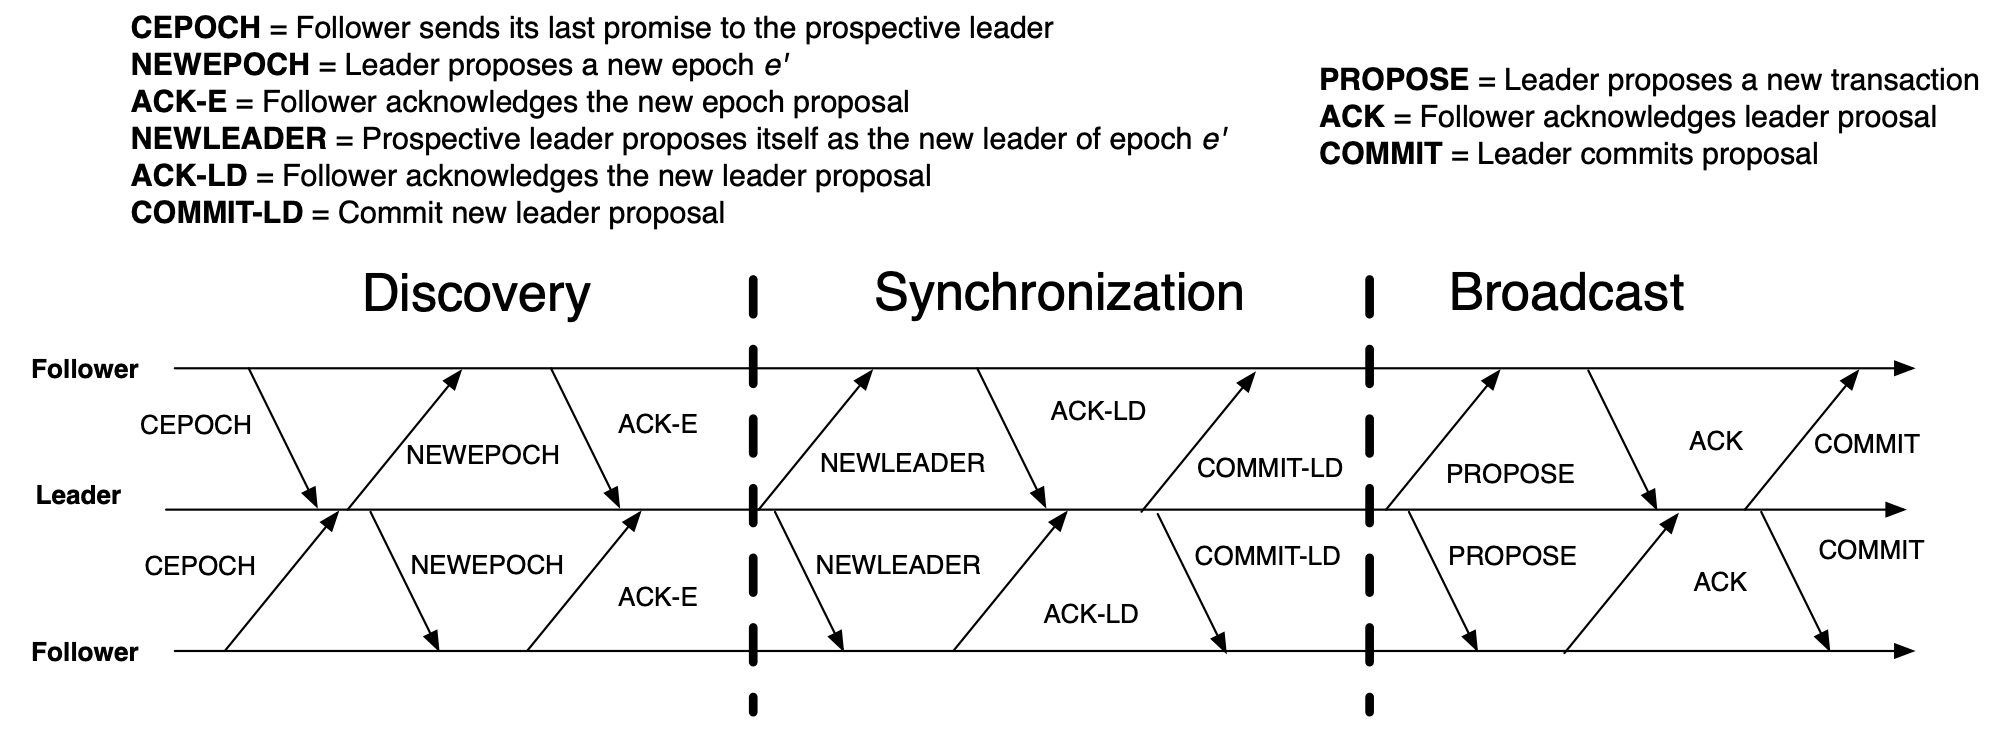 CEPOCH = Follower sends its last promise to the prospective leader
NEWEPOCH = Leader proposes a new epoch e'
ACK-E = Follower acknowledges the new epoch proposal
NEWLEADER = Prospective leader proposes itself as the new leader of epoch e'
ACK-LD = Follower acknowledges the new leader proposal
COMMIT-LD = Commit new leader proposal
PROPOSE = Leader proposes a new transaction
ACK = Follower acknowledges leader proosal
COMMIT = Leader commits proposal
Discovery
Synchronization
Broadcast
Follower
CEPOCH
NEWEPOCH
ACK-E
NEWLEADER
ACK-LD
COMMIT-LD
PROPOSE
ACK
COMMIT
Leader
CEPOCH
NEWEPOCH
ACK-E
NEWLEADER
ACK-LD
COMMIT-LD
PROPOSE
ACK
COMMIT
Follower